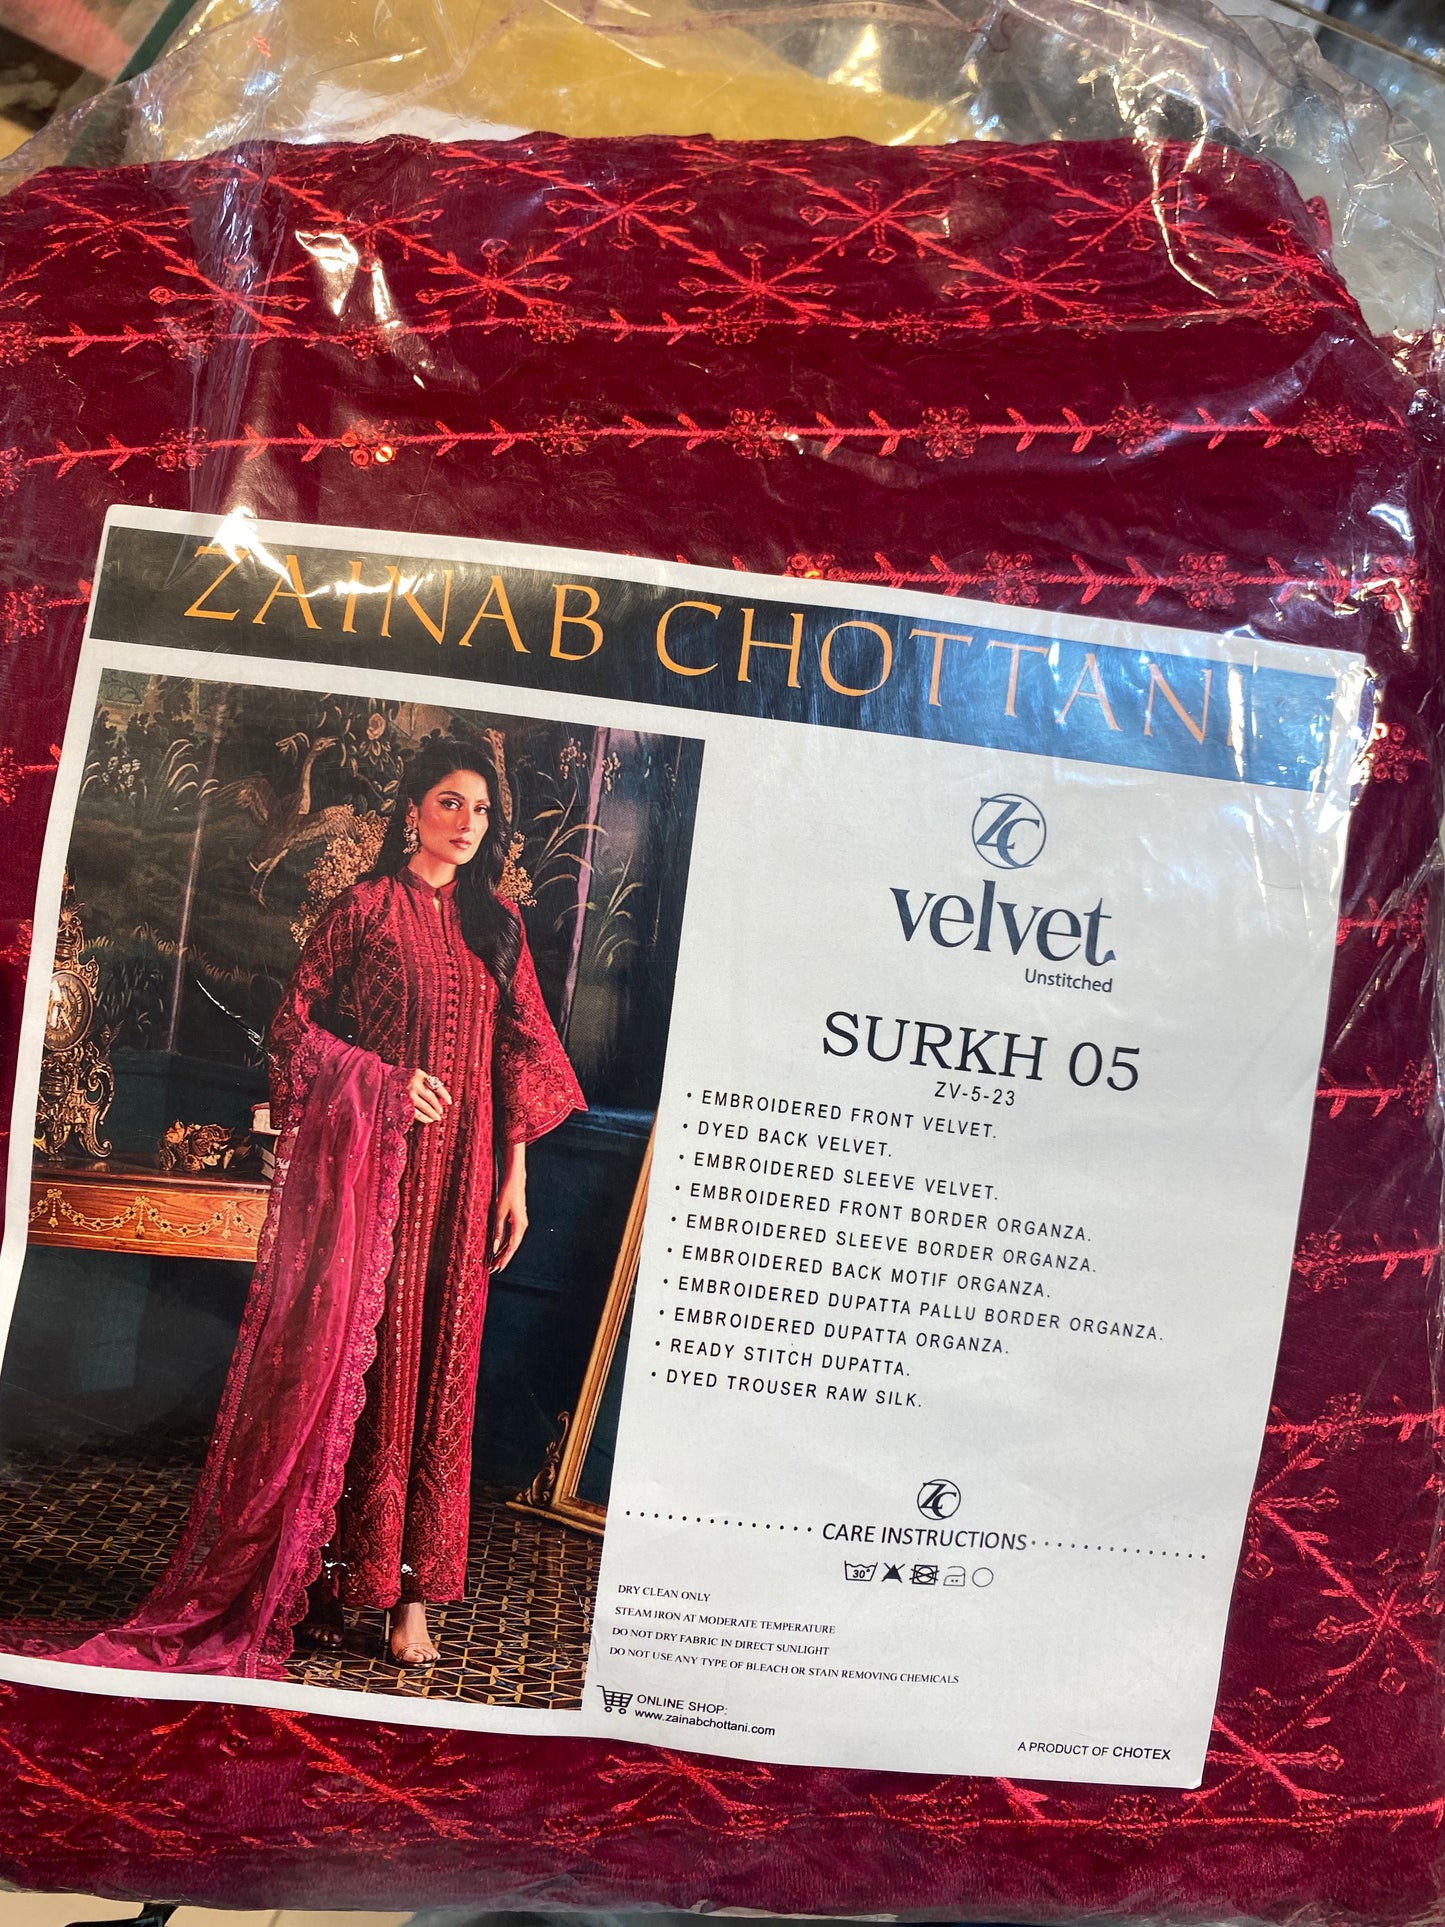 ZAINAB CHOTTANI
ZC
velvet
Unstitched
SURKH 05
ZV-5-23
• EMBROIDERED FRONT VELVET.
• DYED BACK VELVET.
• EMBROIDERED SLEEVE VELVET.
• EMBROIDERED FRONT BORDER ORGANZA.
• EMBROIDERED SLEEVE BORDER ORGANZA.
• EMBROIDERED BACK MOTIF ORGANZA.
• EMBROIDERED DUPATTA PALLU BORDER ORGANZA.
• EMBROIDERED DUPATTA ORGANZA.
• READY STITCH DUPATTA.
• DYED TROUSER RAW SILK.
ZC
CARE INSTRUCTIONS
30°
DRY CLEAN ONLY
STEAM IRON AT MODERATE TEMPERATURE
DO NOT DRY FABRIC IN DIRECT SUNLIGHT
DO NOT USE ANY TYPE OF BLEACH OR STAIN REMOVING CHEMICALS
ONLINE SHOP:
www.zainabchottani.com
A PRODUCT OF CHOTEX